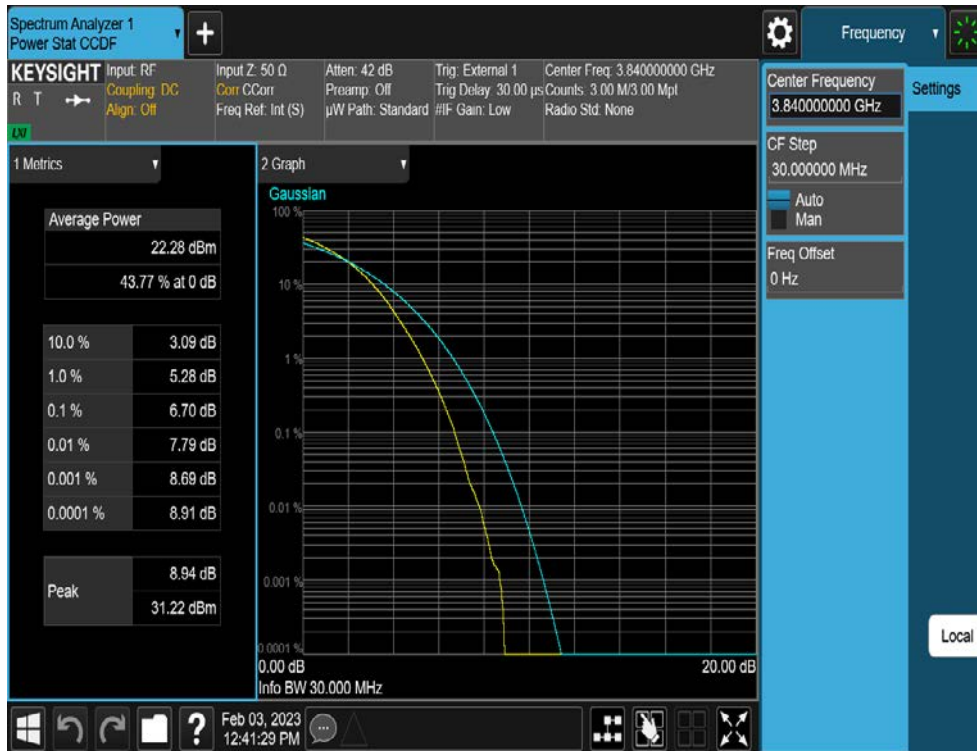 Spectrum Analyzer 1
Power Stat CCDF
+
Frequency
KEYSIGHT
R T
LXI
Input: RF
Coupling: DC
Align: Off
Input Z: 50 Ω
Corr CCorr
Freq Ref: Int (S)
Atten: 42 dB
Preamp: Off
µW Path: Standard
Trig: External 1
Trig Delay: 30.00 µs
#IF Gain: Low
Center Freq: 3.840000000 GHz
Counts: 3.00 M/3.00 Mpt
Radio Std: None
Center Frequency
3.840000000 GHz
Settings
CF Step
30.000000 MHz
Auto
Man
Freq Offset
0 Hz
Local
1 Metrics
Average Power
22.28 dBm
43.77 % at 0 dB
10.0 % 3.09 dB
1.0 % 5.28 dB
0.1 % 6.70 dB
0.01 % 7.79 dB
0.001 % 8.69 dB
0.0001 % 8.91 dB
Peak
8.94 dB
31.22 dBm
2 Graph
Gaussian
100 %
10 %
1 %
0.1 %
0.01 %
0.001 %
0.0001 %
0.00 dB 20.00 dB
Info BW 30.000 MHz
?
Feb 03, 2023
12:41:29 PM